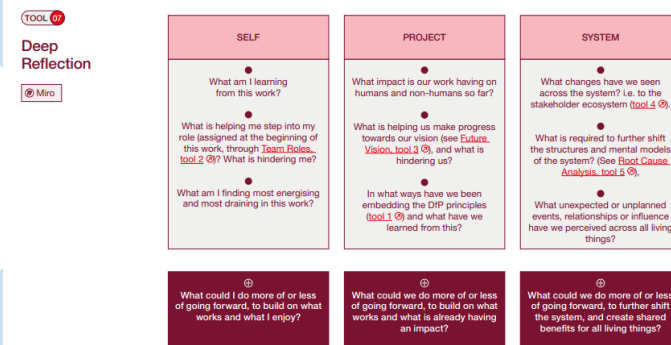 TOOL 07
Deep
Reflection
Miro
SELF
What am I learning
from this work?
What is helping me step into my
role (assigned at the beginning of
this work, through Team Roles,
tool 2)? What is hindering me?
What am I finding most energising
and most draining in this work?
What could I do more of or less
of going forward, to build on what
works and what I enjoy?
PROJECT
What impact is our work having on
humans and non-humans so far?
What is helping us make progress
towards our vision (see Future
Vision, tool 3), and what is
hindering us?
In what ways have we been
embedding the DfP principles
(tool 1) and what have we
learned from this?
What could we do more of or less
of going forward, to build on what
works and what is already having
an impact?
SYSTEM
What changes have we seen
across the system? i.e. to the
stakeholder ecosystem (tool 4).
What is required to further shift
the structures and mental models
of the system? (See Root Cause
Analysis, tool 5),
What unexpected or unplanned
events, relationships or influence
have we perceived across all living
things?
What could we do more of or less
of going forward, to further shift
the system, and create shared
benefits for all living things?